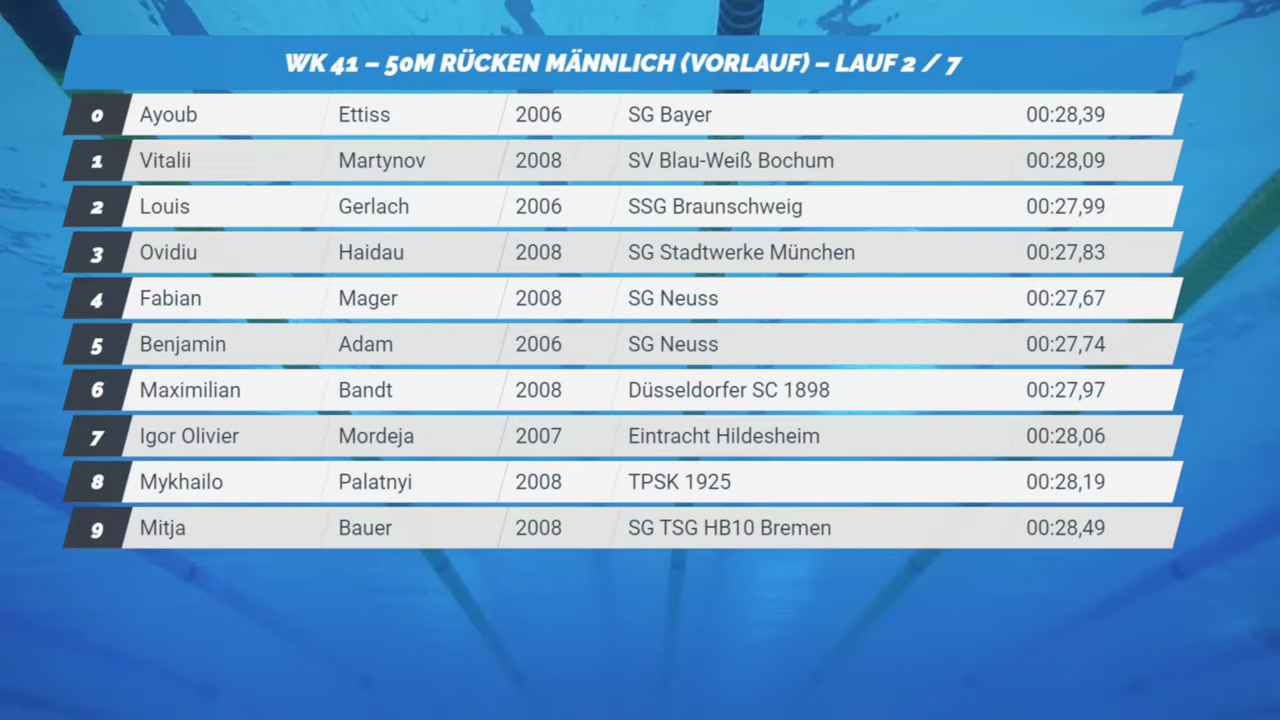 WK 41 – 50M RÜCKEN MÄNNLICH (VORLAUF) – LAUF 2 / 7
0 Ayoub Ettiss 2006 SG Bayer 00:28,39
1 Vitalii Martynov 2008 SV Blau-Weiß Bochum 00:28,09
2 Louis Gerlach 2006 SSG Braunschweig 00:27,99
3 Ovidiu Haidau 2008 SG Stadtwerke München 00:27,83
4 Fabian Mager 2008 SG Neuss 00:27,67
5 Benjamin Adam 2006 SG Neuss 00:27,74
6 Maximilian Bandt 2008 Düsseldorfer SC 1898 00:27,97
7 Igor Olivier Mordeja 2007 Eintracht Hildesheim 00:28,06
8 Mykhailo Palatnyi 2008 TPSK 1925 00:28,19
9 Mitja Bauer 2008 SG TSG HB10 Bremen 00:28,49